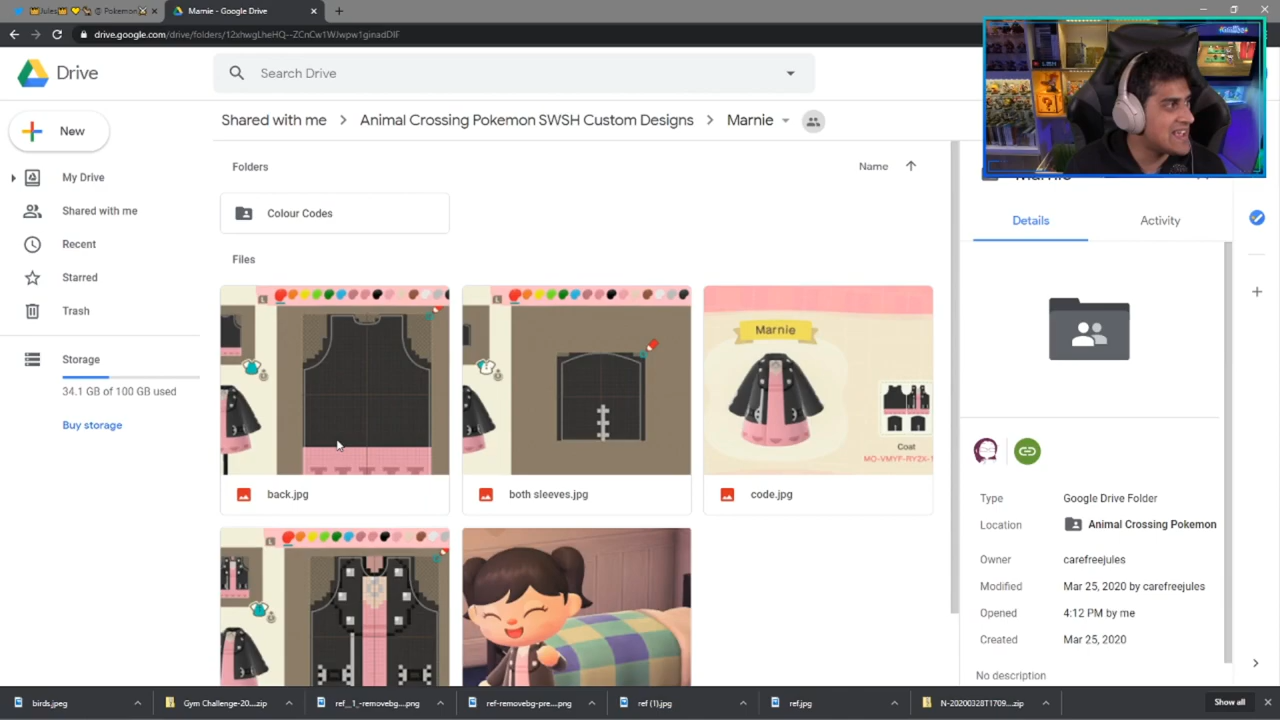 👑Jules👑 💛🐍 @ Pokemon⚔
Marnie - Google Drive
drive.google.com/drive/folders/
Drive
Search Drive
New
Shared with me > Animal Crossing Pokemon SWSH Custom Designs > Marnie
My Drive
Shared with me
Recent
Starred
Trash
Storage
34.1 GB of 100 GB used
Buy storage
Folders
Name
Colour Codes
Files
L
L
Marnie
Coat
back.jpg
both sleeves.jpg
code.jpg
L
Details
Activity
Type
Google Drive Folder
Location
Animal Crossing Pokemon
Owner
carefreejules
Modified
Mar 25, 2020 by carefreejules
Opened
4:12 PM by me
Created
Mar 25, 2020
No description
birds.jpeg
Gym Challenge-20....zip
ref__1_-removebg-....png
ref-removebg-pre....png
ref (1).jpg
ref.jpg
N-20200328T1709....zip
Show all